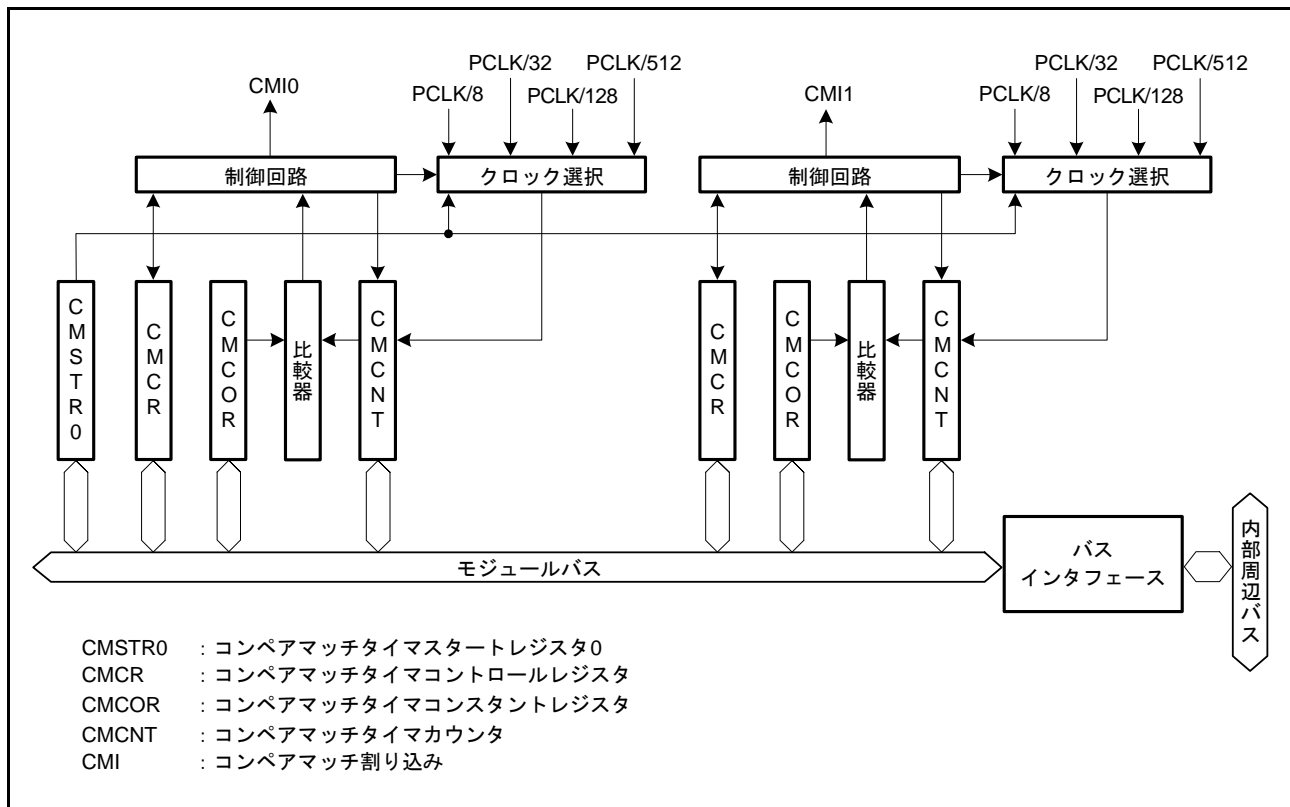 PCLK/32 PCLK/512
CMI0 PCLK/8 PCLK/128
PCLK/32 PCLK/512
CMI1 PCLK/8 PCLK/128
制御回路 クロック選択
制御回路 クロック選択
CMSTR0
CMCR
CMCOR
比較器
CMCNT
CMCR
CMCOR
比較器
CMCNT
モジュールバス
バス
インタフェース
内部周辺バス
CMSTR0 : コンペアマッチタイマスタートレジスタ0
CMCR : コンペアマッチタイマコントロールレジスタ
CMCOR : コンペアマッチタイマコンスタントレジスタ
CMCNT : コンペアマッチタイマカウンタ
CMI : コンペアマッチ割り込み